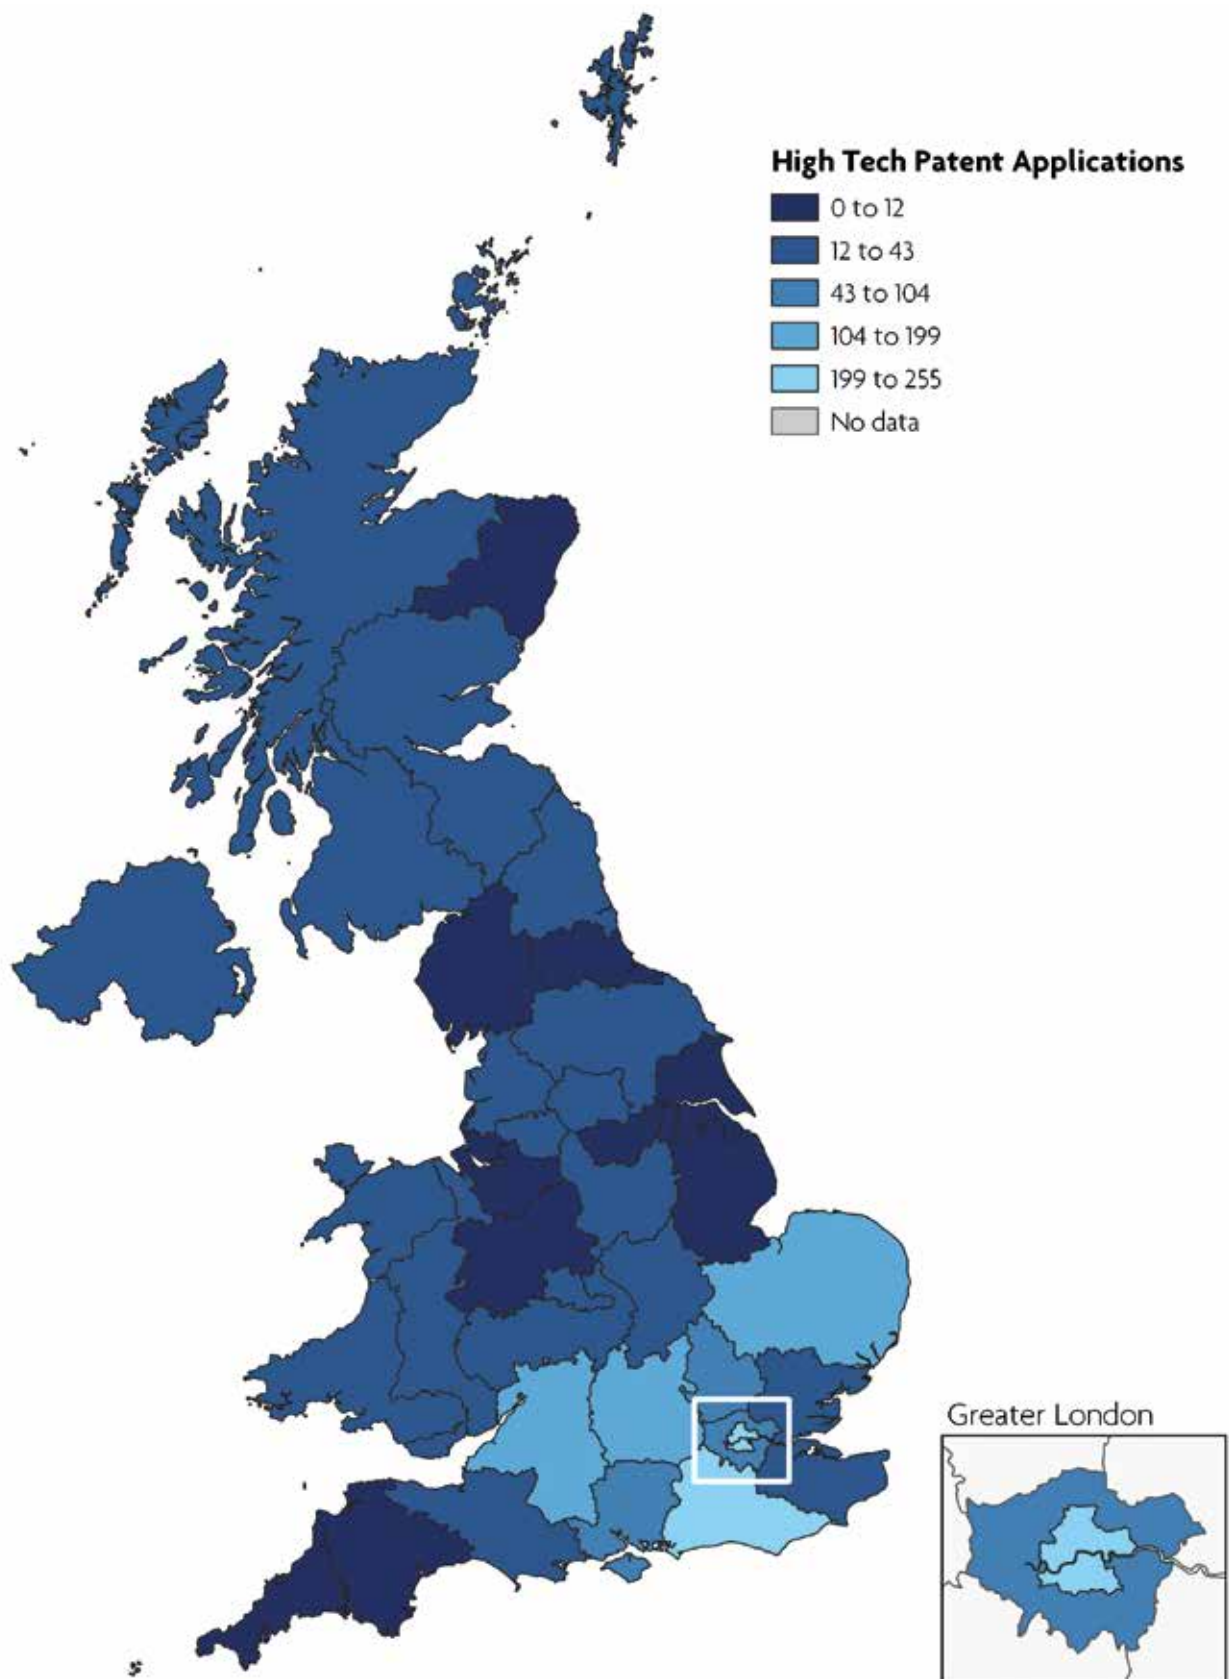 High Tech Patent Applications
0 to 12
12 to 43
43 to 104
104 to 199
199 to 255
No data
Greater London